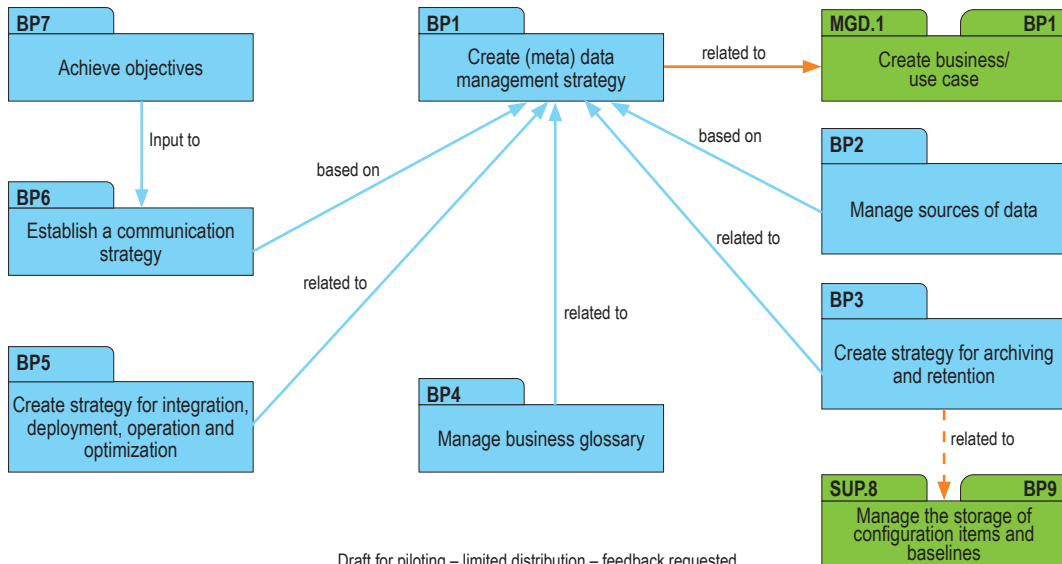 BP7
Achieve objectives
BP1
Create (meta) data
management strategy
related to
MGD.1
BP1
Create business/
use case
Input to
based on
BP2
Manage sources of data
BP6
Establish a communication
strategy
related to
related to
related to
BP3
Create strategy for archiving
and retention
BP5
Create strategy for integration,
deployment, operation and
optimization
BP4
Manage business glossary
related to
SUP.8
BP9
Manage the storage of
configuration items and
baselines
Draft for piloting – limited distribution – feedback requested